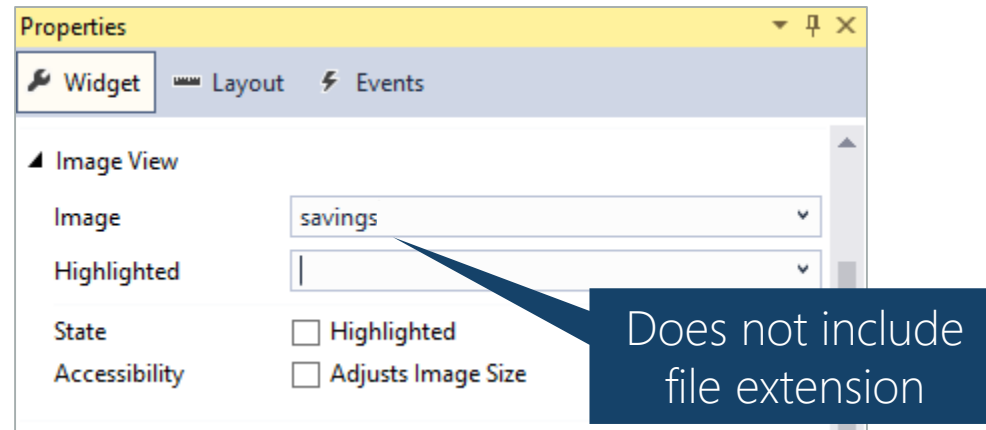 Properties
Widget Layout Events
Image View
Image savings
Highlighted
State Highlighted
Accessibility Adjusts Image Size
Does not include
file extension